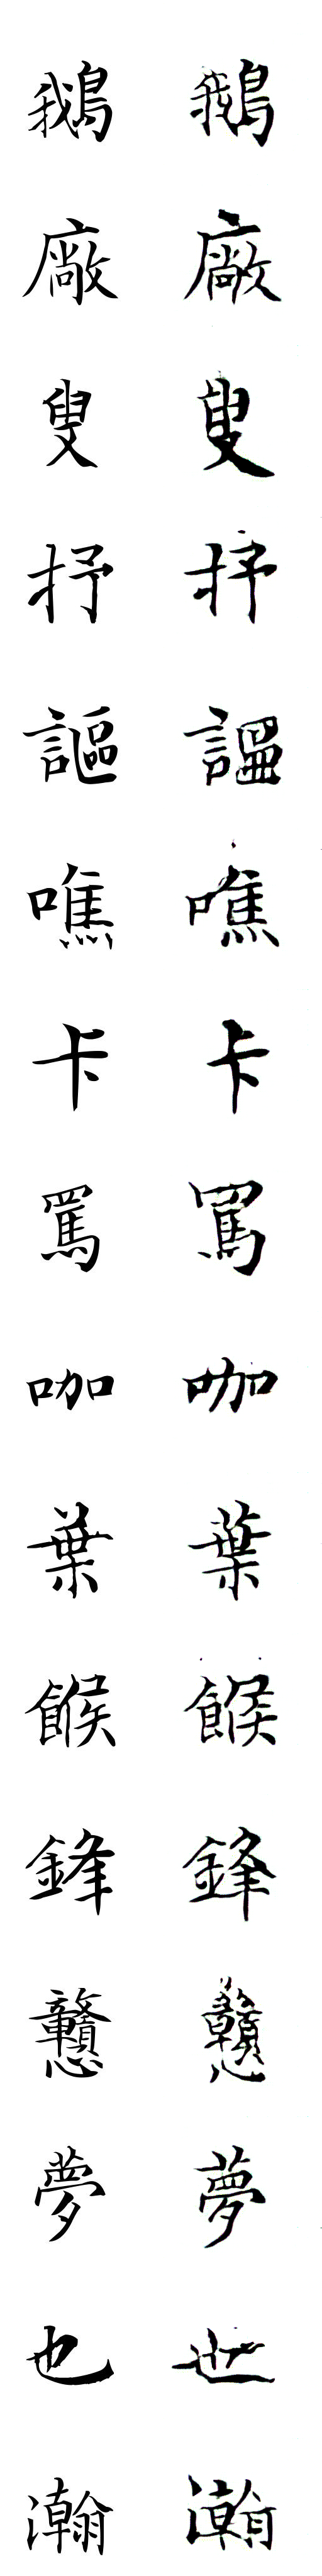 鵝 鵝
廠 廠
叟 叟
抒 抒
謳 謳
噍 噍
卡 卡
罵 罵
咖 咖
葉 葉
餱 餱
鋒 鋒
戇 戇
夢 夢
也 也
瀚 瀚